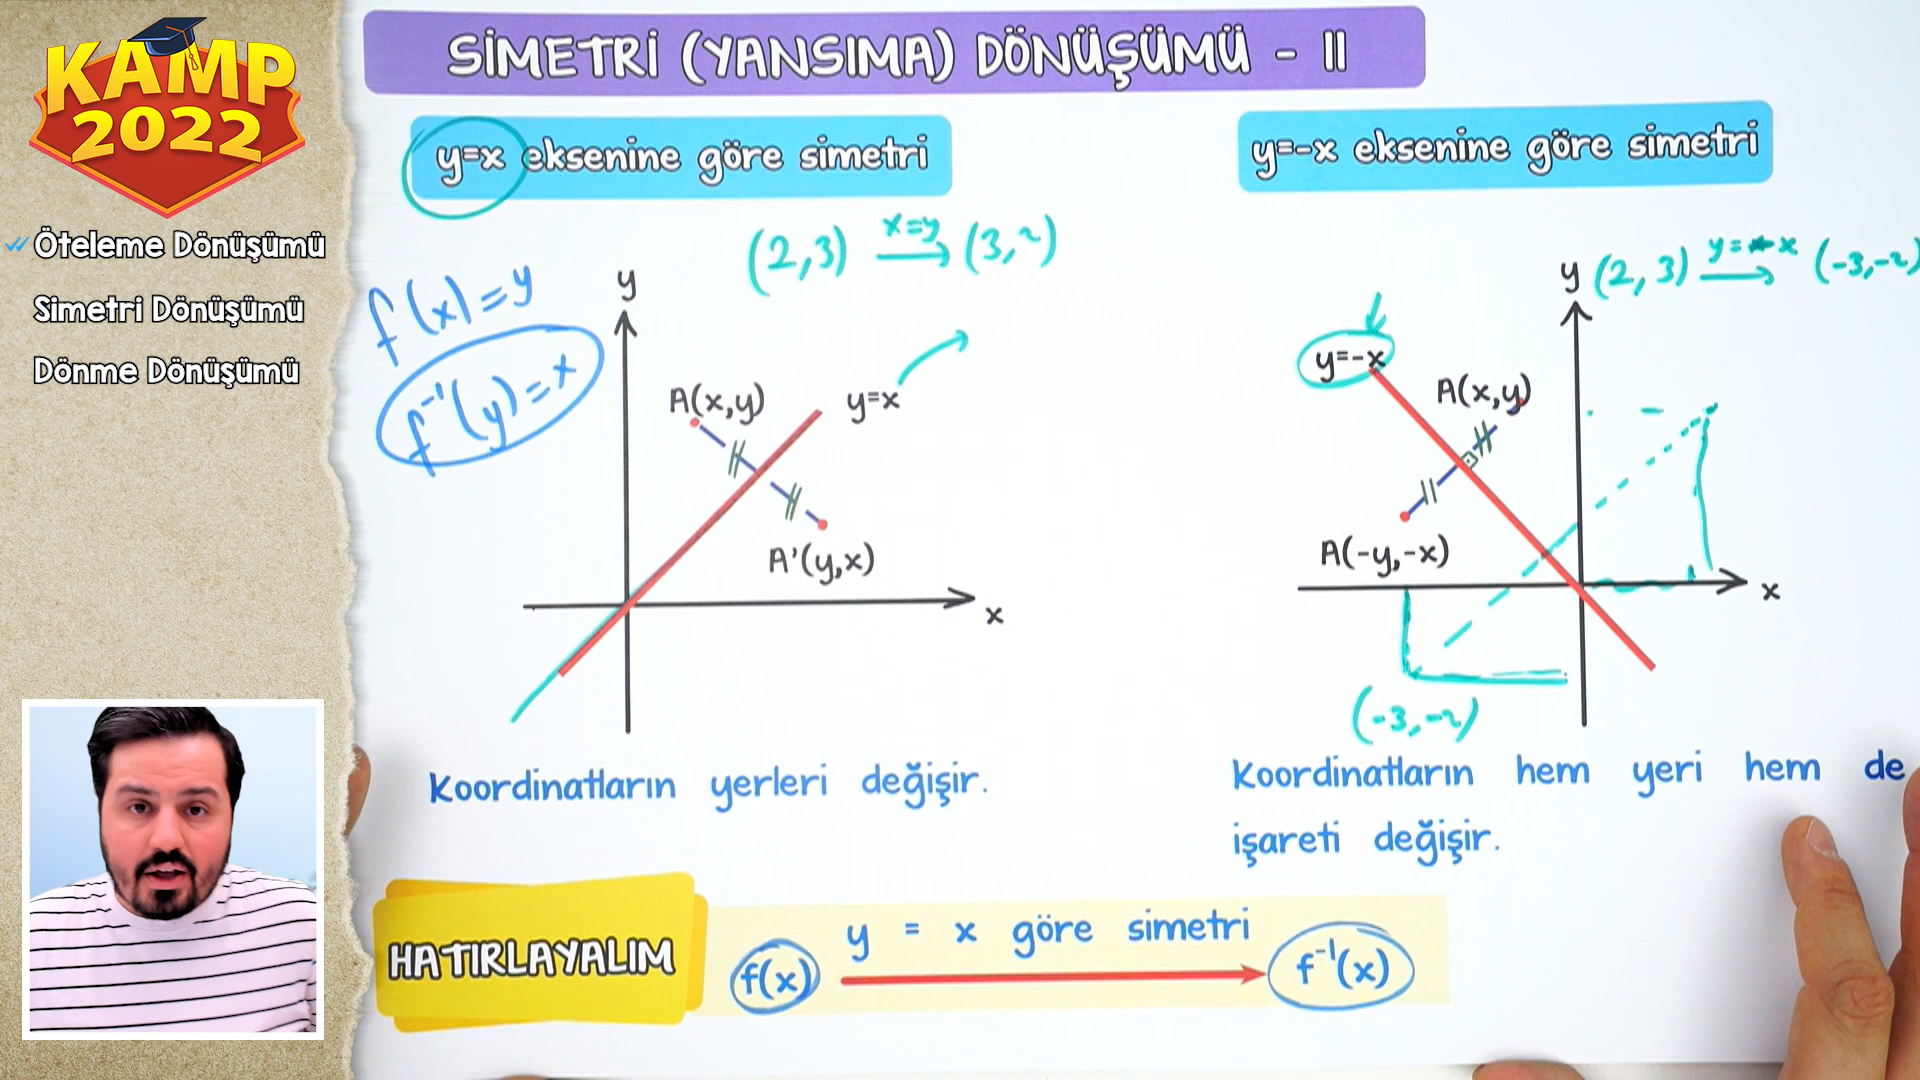 KAMP
2022
Öteleme Dönüşümü
Simetri Dönüşümü
Dönme Dönüşümü
SİMETRİ (YANSIMA) DÖNÜŞÜMÜ - II
y=x eksenine göre simetri
(2,3) x=y (3,2)
f(x)=y
f⁻¹(y)=x
y
A(x,y)
y=x
A'(y,x)
x
Koordinatların yerleri değişir.
y=-x eksenine göre simetri
y (2,3) y=-x (-3,-2)
y=-x
A(x,y)
A(-y,-x)
x
(-3,-2)
Koordinatların hem yeri hem de
işareti değişir.
HATIRLAYALIM
y = x göre simetri
f(x) f⁻¹(x)